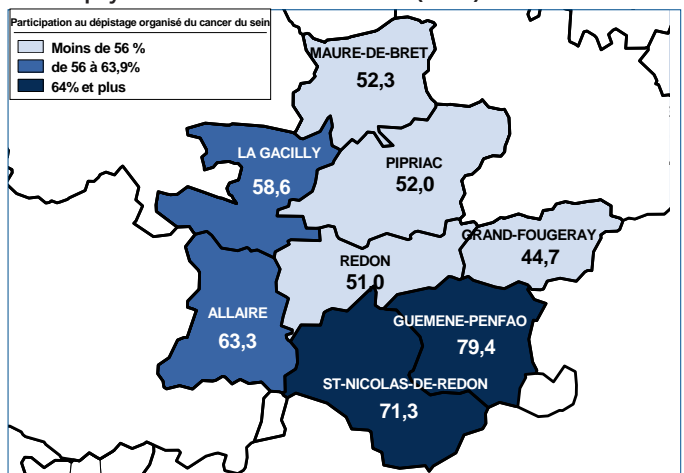 Participation au dépistage organisé du cancer du sein
Moins de 56 %
de 56 à 63,9%
64% et plus
MAURE-DE-BRET
52,3
LA GACILLY
58,6
PIPRIAC
52,0
GRAND-FOUGERAY
44,7
REDON
51,0
ALLAIRE
63,3
GUEMENE-PENFAO
79,4
ST-NICOLAS-DE-REDON
71,3